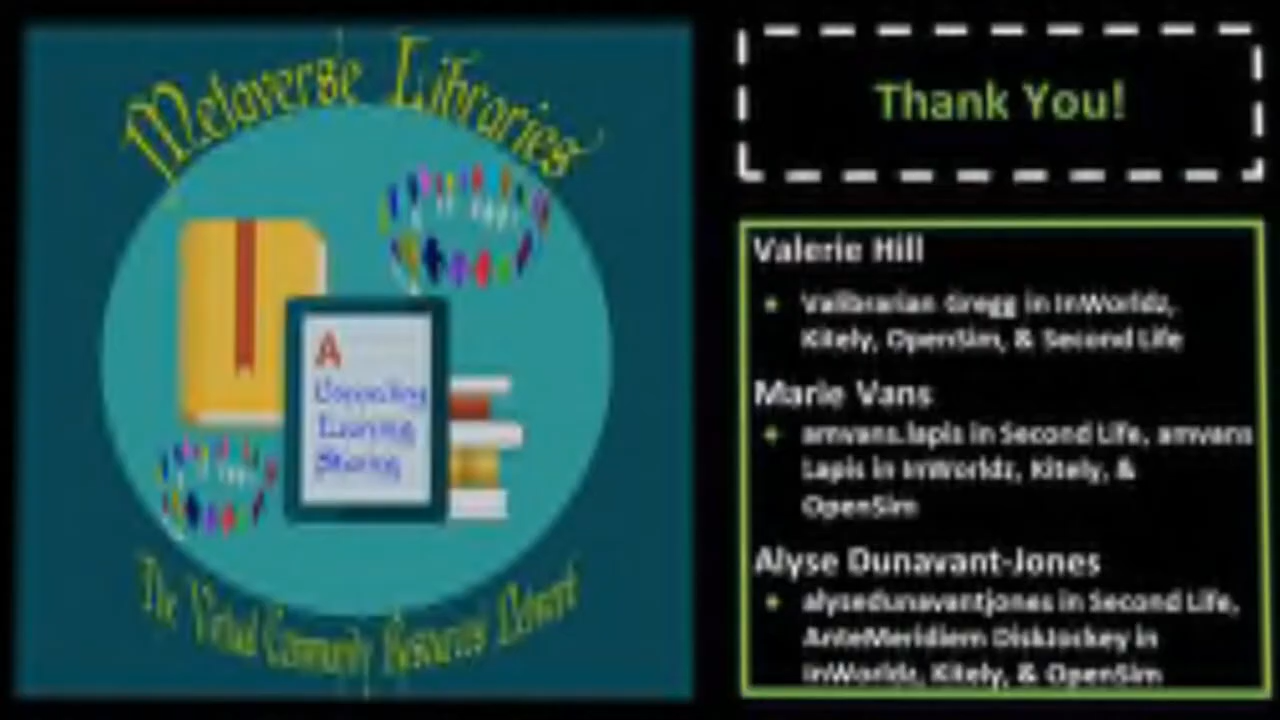 Metaverse Libraries
A
Connecting
Learning
Sharing
The Virtual Community Resources Network
Thank You!
Valerie Hill
Valibrarian Gregg in InWorldz,
Kitely, OpenSim, & Second Life
Marie Vans
amvans.lapis in Second Life, amvans
Lapis in InWorldz, Kitely, &
OpenSim
Alyse Dunavant-Jones
alysedunavantjones in Second Life,
AnteMeridiem DiskJockey in
InWorldz, Kitely, & OpenSim